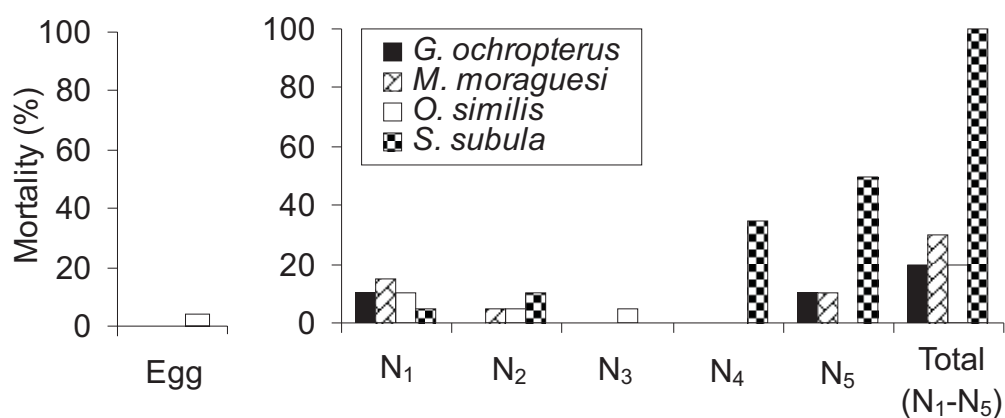 Mortality (%)
100
80
60
40
20
0
Egg
100
80
60
40
20
0
G. ochropterus
M. moraguesi
O. similis
S. subula
N₁
N₂
N₃
N₄
N₅
Total
(N₁-N₅)